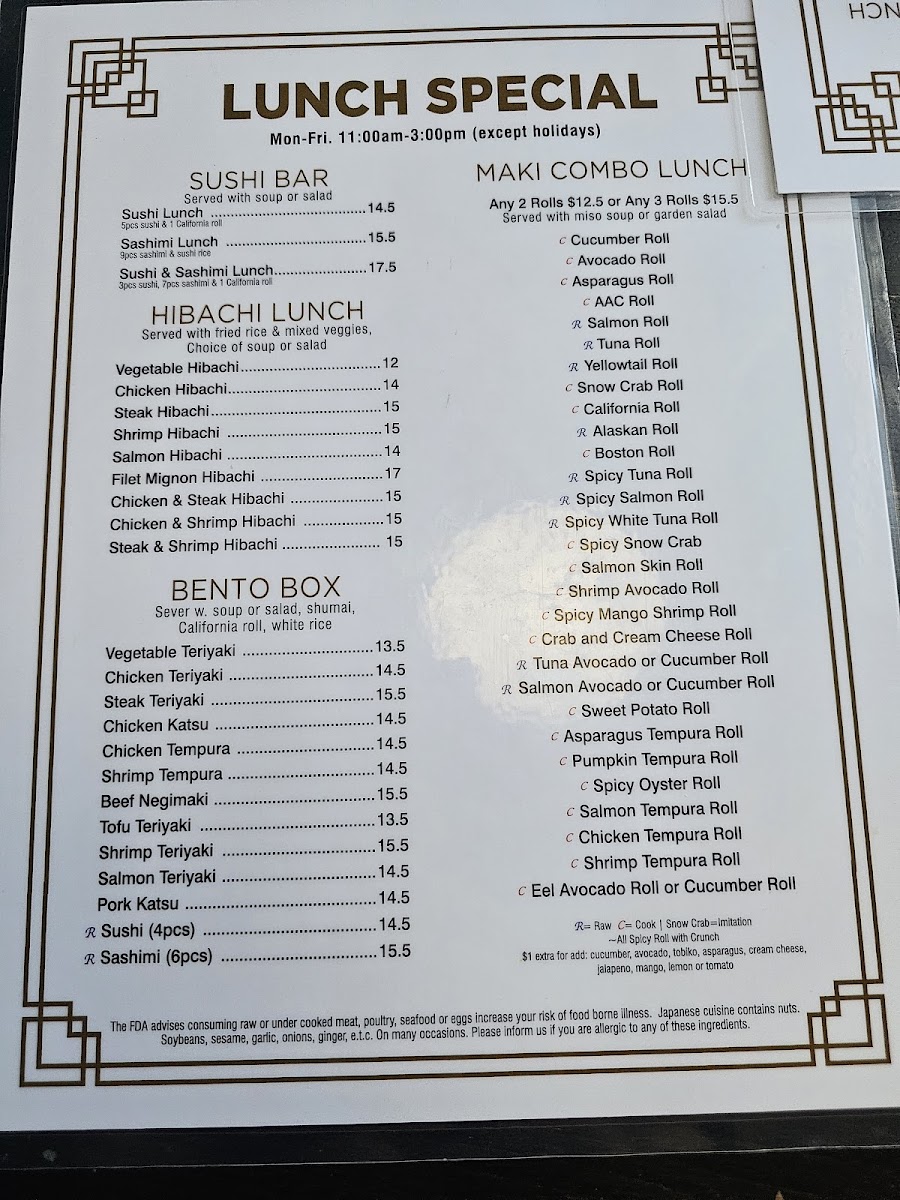 LUNCH SPECIAL
Mon-Fri. 11:00am-3:00pm (except holidays)
SUSHI BAR
Served with soup or salad
Sushi Lunch ........................................14.5
5pcs sushi & 1 California roll
Sashimi Lunch ....................................15.5
9pcs sashimi & sushi rice
Sushi & Sashimi Lunch........................17.5
3pcs sushi, 7pcs sashimi & 1 California roll
HIBACHI LUNCH
Served with fried rice & mixed veggies,
Choice of soup or salad
Vegetable Hibachi.................................12
Chicken Hibachi....................................14
Steak Hibachi........................................15
Shrimp Hibachi ....................................15
Salmon Hibachi ....................................14
Filet Mignon Hibachi .............................17
Chicken & Steak Hibachi ......................15
Chicken & Shrimp Hibachi ...................15
Steak & Shrimp Hibachi ....................... 15
BENTO BOX
Sever w. soup or salad, shumai,
California roll, white rice
Vegetable Teriyaki ..............................13.5
Chicken Teriyaki .................................14.5
Steak Teriyaki .....................................15.5
Chicken Katsu .....................................14.5
Chicken Tempura ................................14.5
Shrimp Tempura ..................................14.5
Beef Negimaki .....................................15.5
Tofu Teriyaki ........................................13.5
Shrimp Teriyaki ...................................15.5
Salmon Teriyaki ...................................14.5
Pork Katsu ...........................................14.5
R Sushi (4pcs) ........................................14.5
R Sashimi (6pcs) .....................................15.5
MAKI COMBO LUNCH
Any 2 Rolls $12.5 or Any 3 Rolls $15.5
Served with miso soup or garden salad
C Cucumber Roll
C Avocado Roll
C Asparagus Roll
C AAC Roll
R Salmon Roll
R Tuna Roll
R Yellowtail Roll
C Snow Crab Roll
C California Roll
R Alaskan Roll
C Boston Roll
R Spicy Tuna Roll
R Spicy Salmon Roll
R Spicy White Tuna Roll
C Spicy Snow Crab
C Salmon Skin Roll
C Shrimp Avocado Roll
C Spicy Mango Shrimp Roll
C Crab and Cream Cheese Roll
R Tuna Avocado or Cucumber Roll
R Salmon Avocado or Cucumber Roll
C Sweet Potato Roll
C Asparagus Tempura Roll
C Pumpkin Tempura Roll
C Spicy Oyster Roll
C Salmon Tempura Roll
C Chicken Tempura Roll
C Shrimp Tempura Roll
C Eel Avocado Roll or Cucumber Roll
R= Raw C= Cook | Snow Crab=imitation
~All Spicy Roll with Crunch
$1 extra for add: cucumber, avocado, tobiko, asparagus, cream cheese,
jalapeno, mango, lemon or tomato
The FDA advises consuming raw or under cooked meat, poultry, seafood or eggs increase your risk of food borne illness. Japanese cuisine contains nuts.
Soybeans, sesame, garlic, onions, ginger, e.t.c. On many occasions. Please inform us if you are allergic to any of these ingredients.